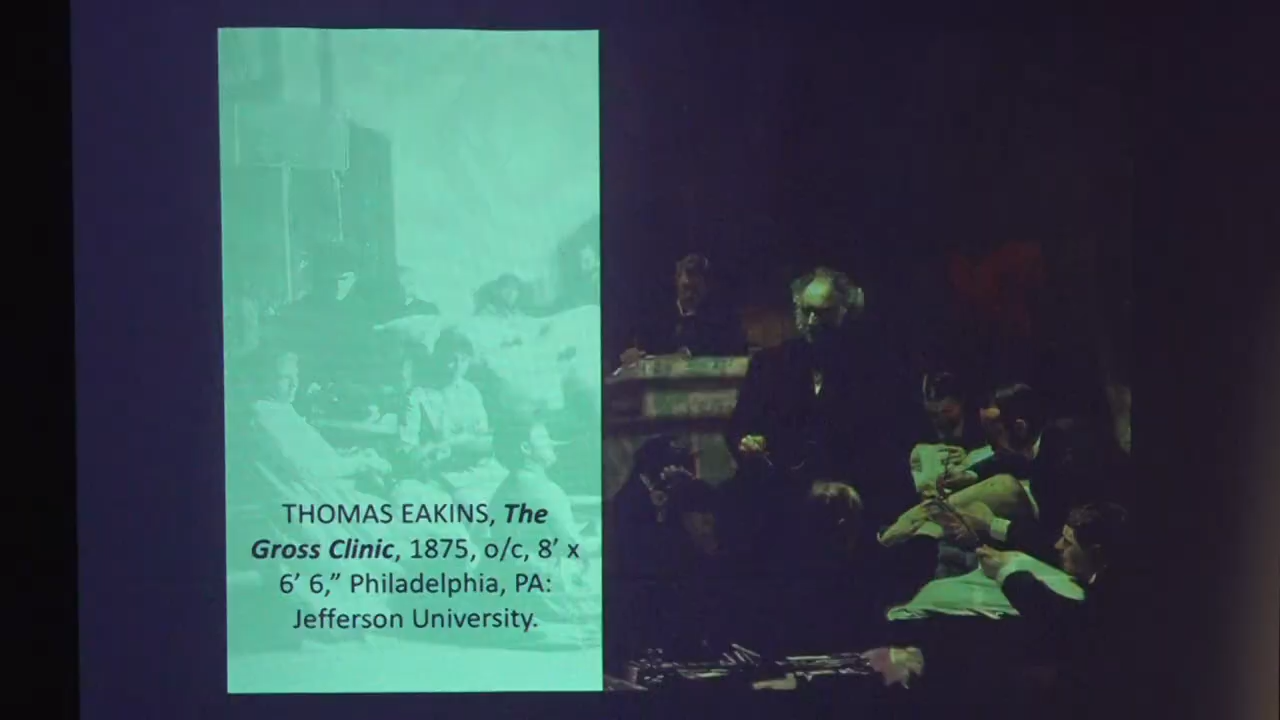 THOMAS EAKINS, The
Gross Clinic, 1875, o/c, 8’ x
6’ 6,” Philadelphia, PA:
Jefferson University.